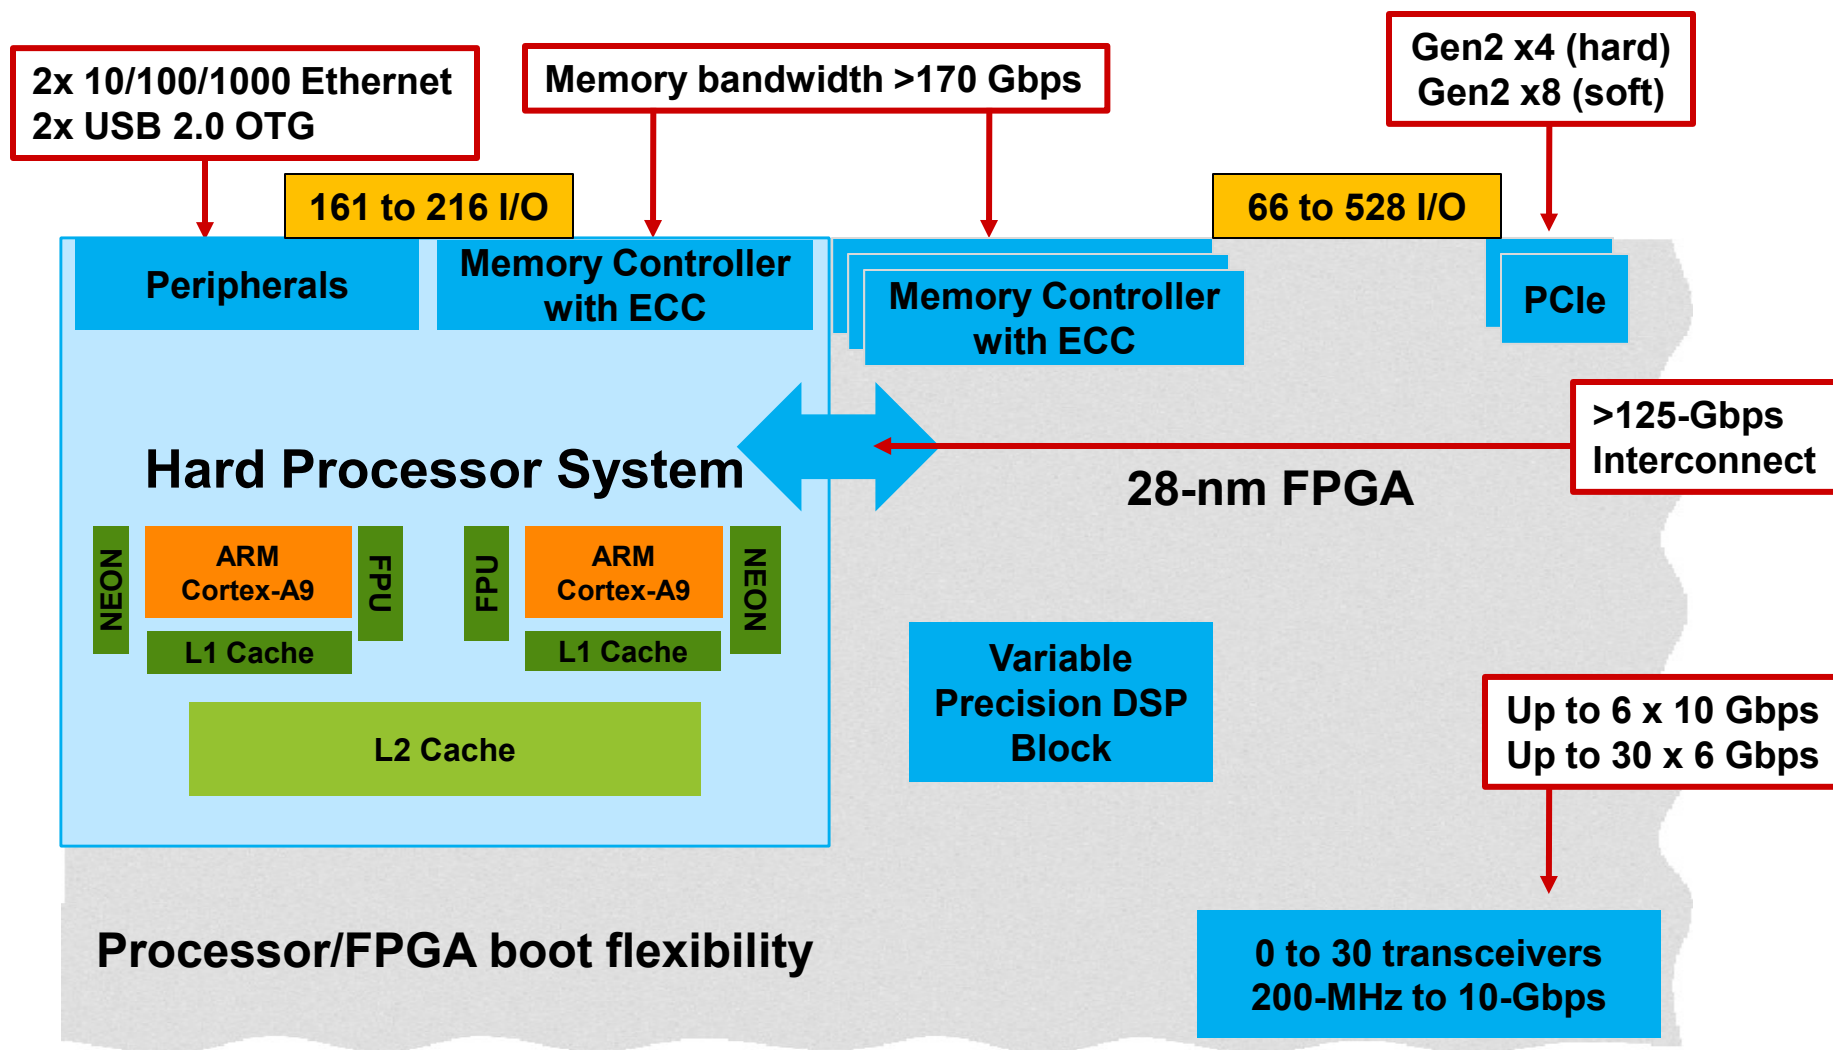 2x 10/100/1000 Ethernet
2x USB 2.0 OTG
Memory bandwidth >170 Gbps
Gen2 x4 (hard)
Gen2 x8 (soft)
161 to 216 I/O
66 to 528 I/O
Peripherals
Memory Controller
with ECC
Memory Controller
with ECC
PCIe
>125-Gbps
Interconnect
Hard Processor System
28-nm FPGA
NEON
ARM
Cortex-A9
FPU
L1 Cache
FPU
ARM
Cortex-A9
NEON
L1 Cache
L2 Cache
Variable
Precision DSP
Block
Up to 6 x 10 Gbps
Up to 30 x 6 Gbps
Processor/FPGA boot flexibility
0 to 30 transceivers
200-MHz to 10-Gbps